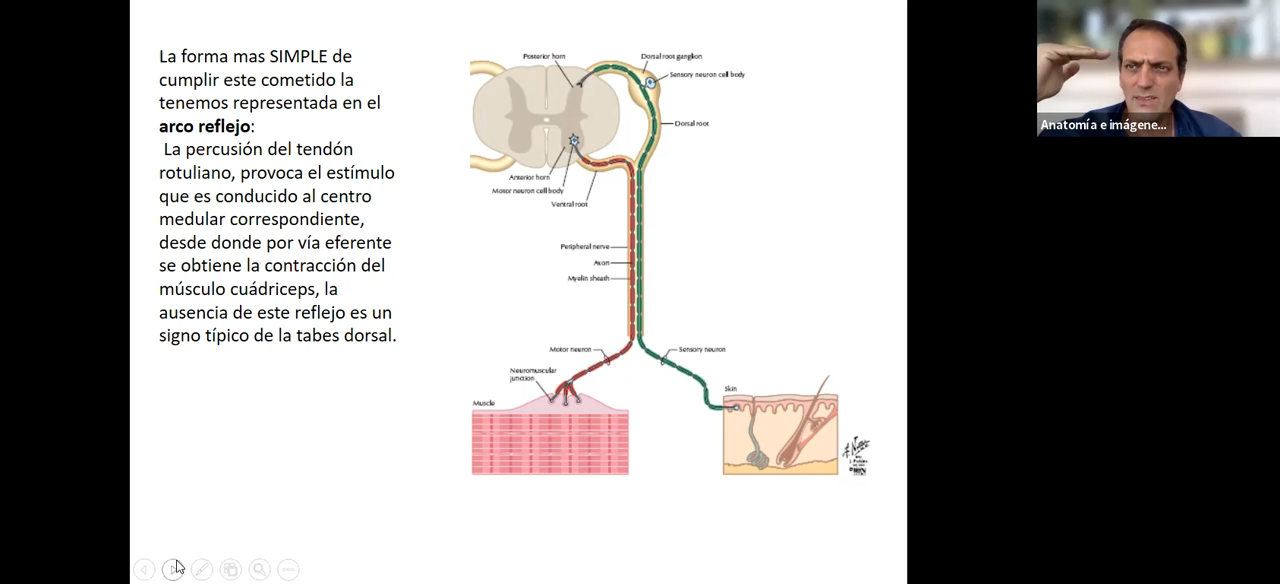 La forma mas SIMPLE de
cumplir este cometido la
tenemos representada en el
arco reflejo:
La percusión del tendón
rotuliano, provoca el estímulo
que es conducido al centro
medular correspondiente,
desde donde por vía eferente
se obtiene la contracción del
músculo cuádriceps, la
ausencia de este reflejo es un
signo típico de la tabes dorsal.
Posterior horn
Dorsal root ganglion
Sensory neuron cell body
Dorsal root
Anterior horn
Motor neuron cell body
Ventral root
Peripheral nerve
Axon
Myelin sheath
Motor neuron
Sensory neuron
Neuromuscular
junction
Muscle
Skin
Anatomía e imágene...